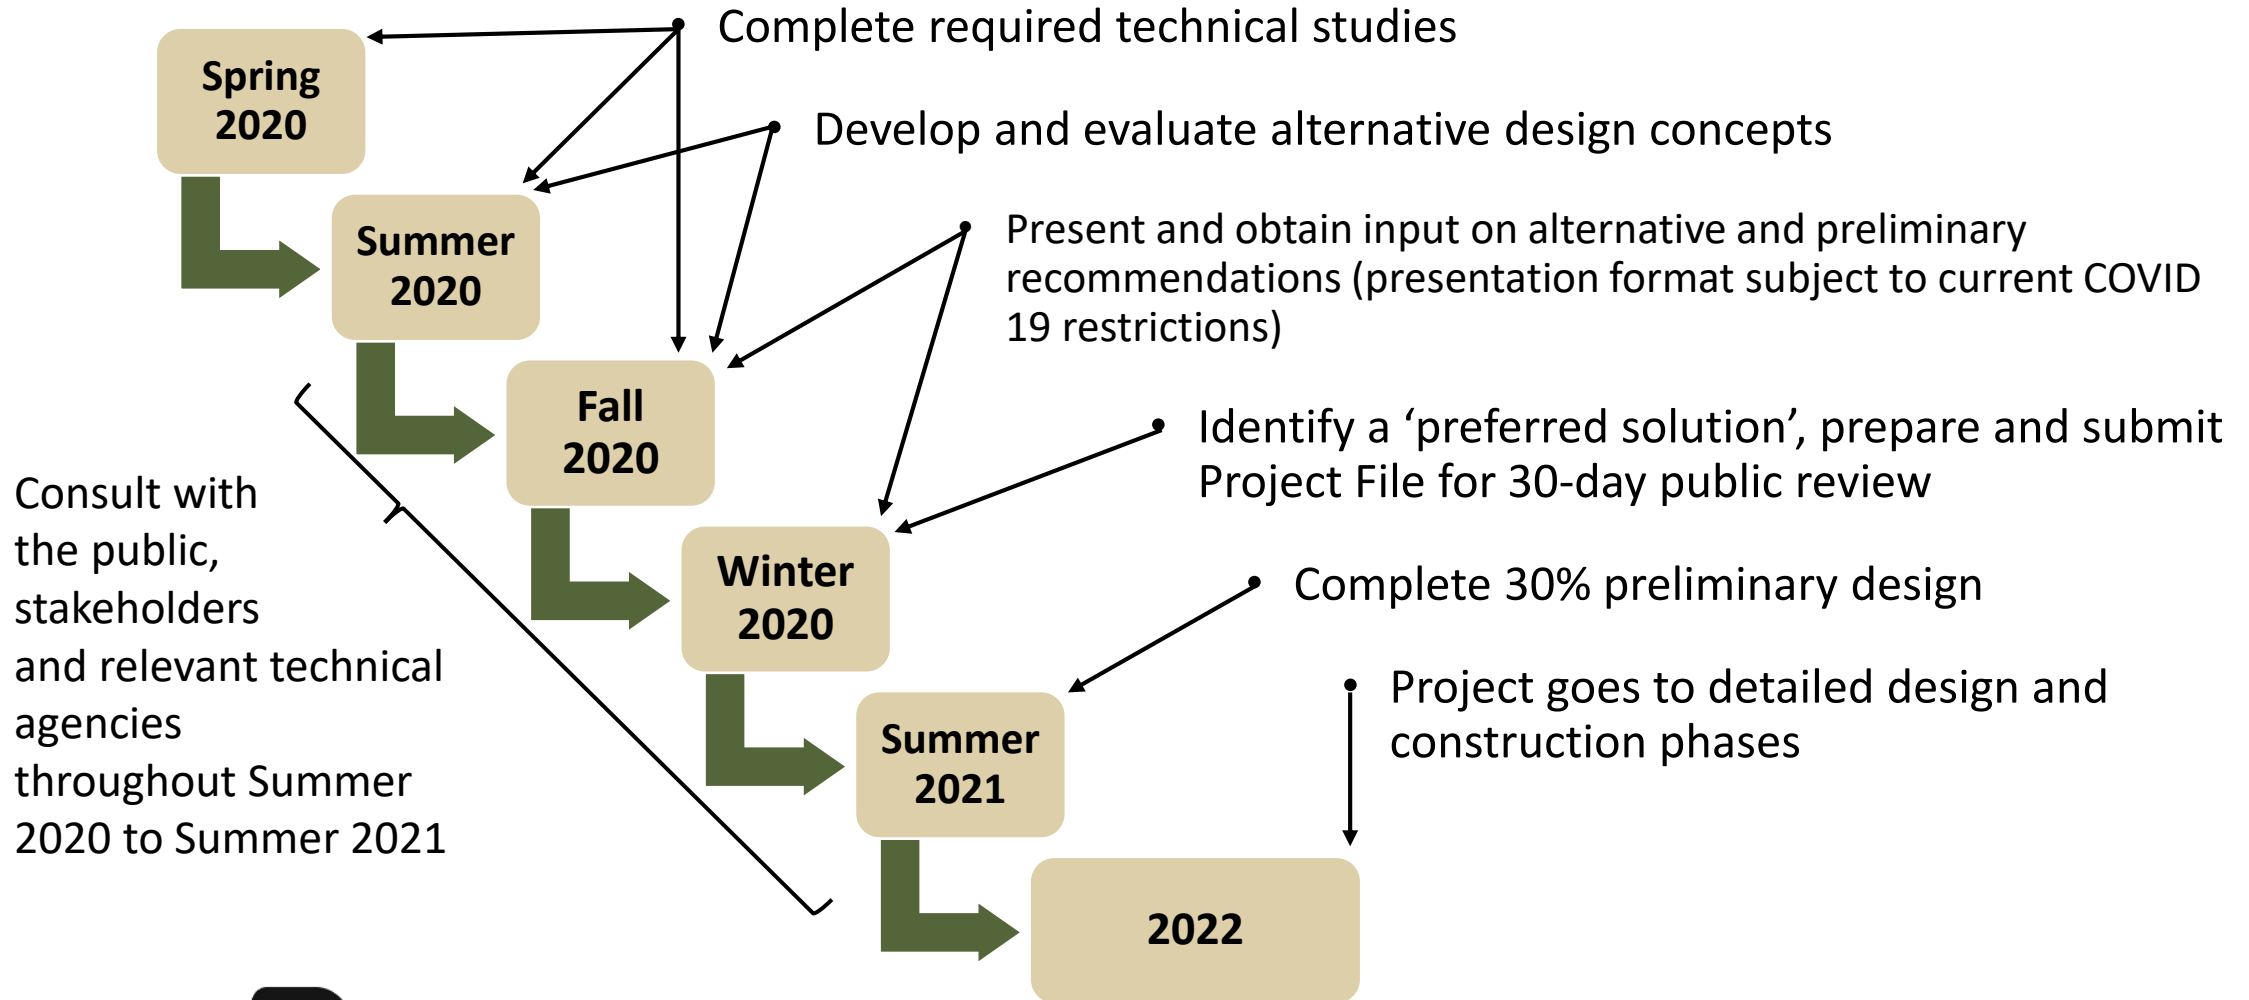 Complete required technical studies
Spring
2020
Develop and evaluate alternative design concepts
Summer
2020
Present and obtain input on alternative and preliminary
recommendations (presentation format subject to current COVID
19 restrictions)
Fall
2020
Identify a ‘preferred solution’, prepare and submit
Project File for 30-day public review
Consult with
the public,
stakeholders
and relevant technical
agencies
throughout Summer
2020 to Summer 2021
Winter
2020
Complete 30% preliminary design
Summer
2021
Project goes to detailed design and
construction phases
2022